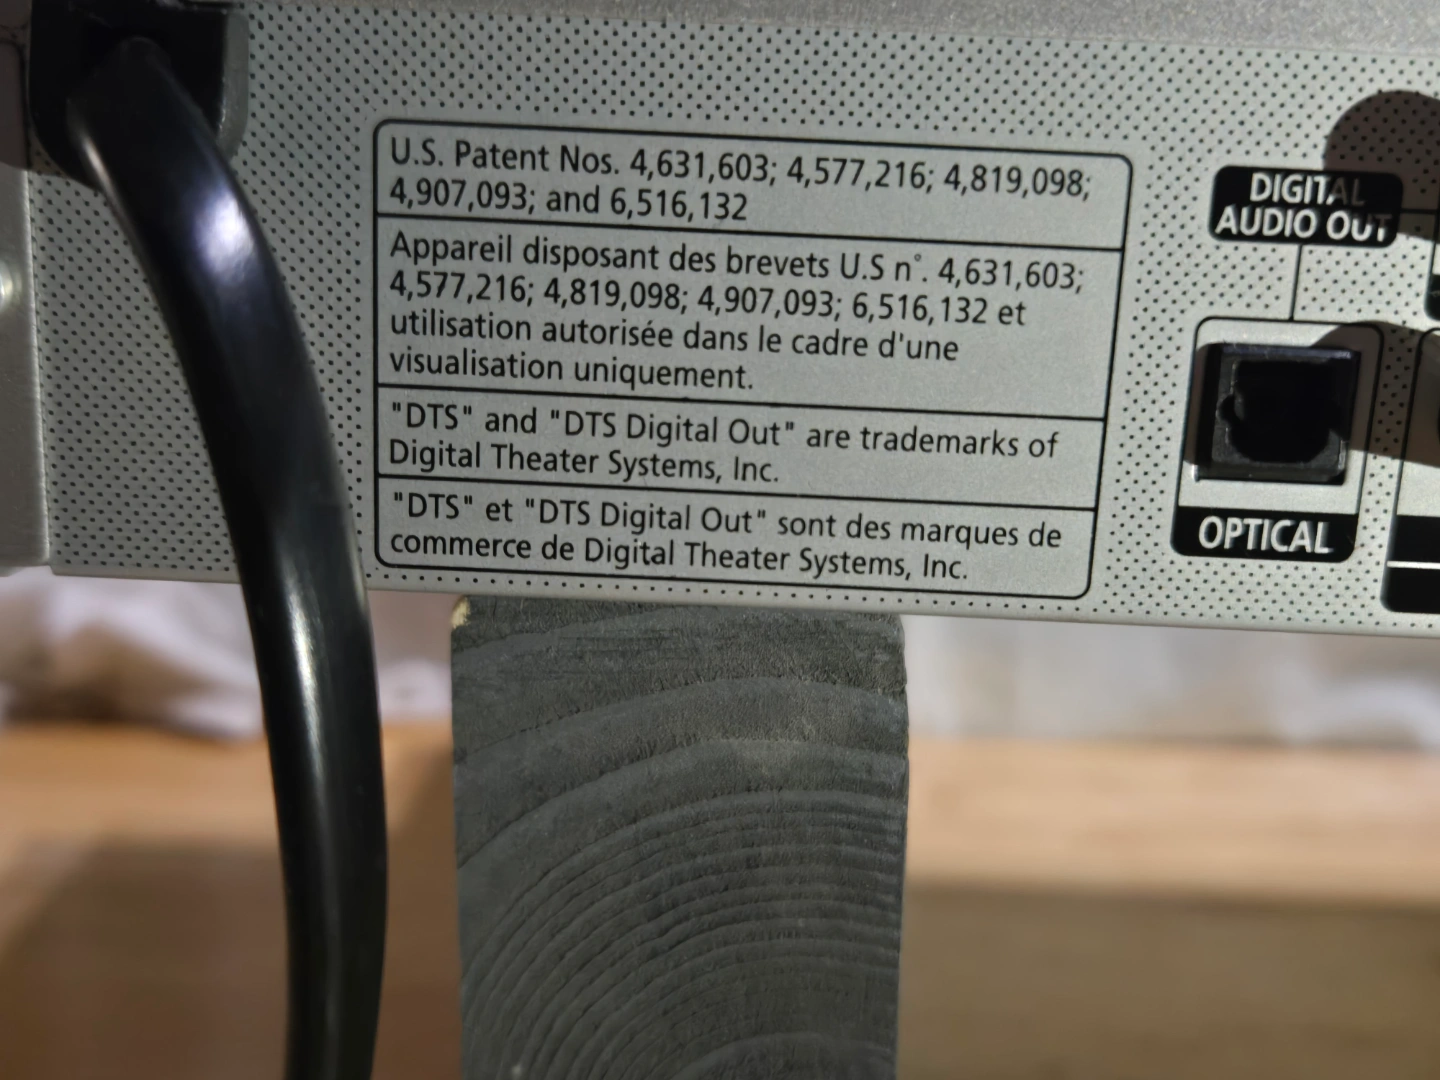 U.S. Patent Nos. 4,631,603; 4,577,216; 4,819,098;
4,907,093; and 6,516,132
Appareil disposant des brevets U.S n°. 4,631,603;
4,577,216; 4,819,098; 4,907,093; 6,516,132 et
utilisation autorisée dans le cadre d'une
visualisation uniquement.
"DTS" and "DTS Digital Out" are trademarks of
Digital Theater Systems, Inc.
"DTS" et "DTS Digital Out" sont des marques de
commerce de Digital Theater Systems, Inc.
DIGITAL
AUDIO OUT
OPTICAL